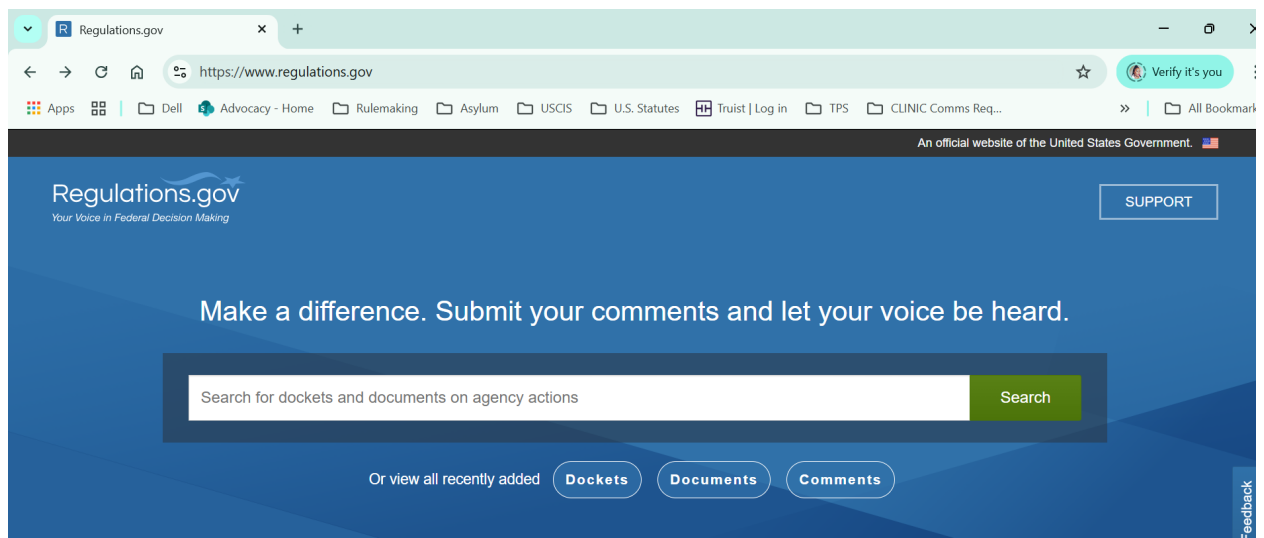 Regulations.gov
https://www.regulations.gov
Verify it's you
Apps Dell Advocacy - Home Rulemaking Asylum USCIS U.S. Statutes Truist | Log in TPS CLINIC Comms Req... » All Bookmark
An official website of the United States Government.
Regulations.gov
Your Voice in Federal Decision Making
SUPPORT
Make a difference. Submit your comments and let your voice be heard.
Search for dockets and documents on agency actions Search
Or view all recently added Dockets Documents Comments
Feedback